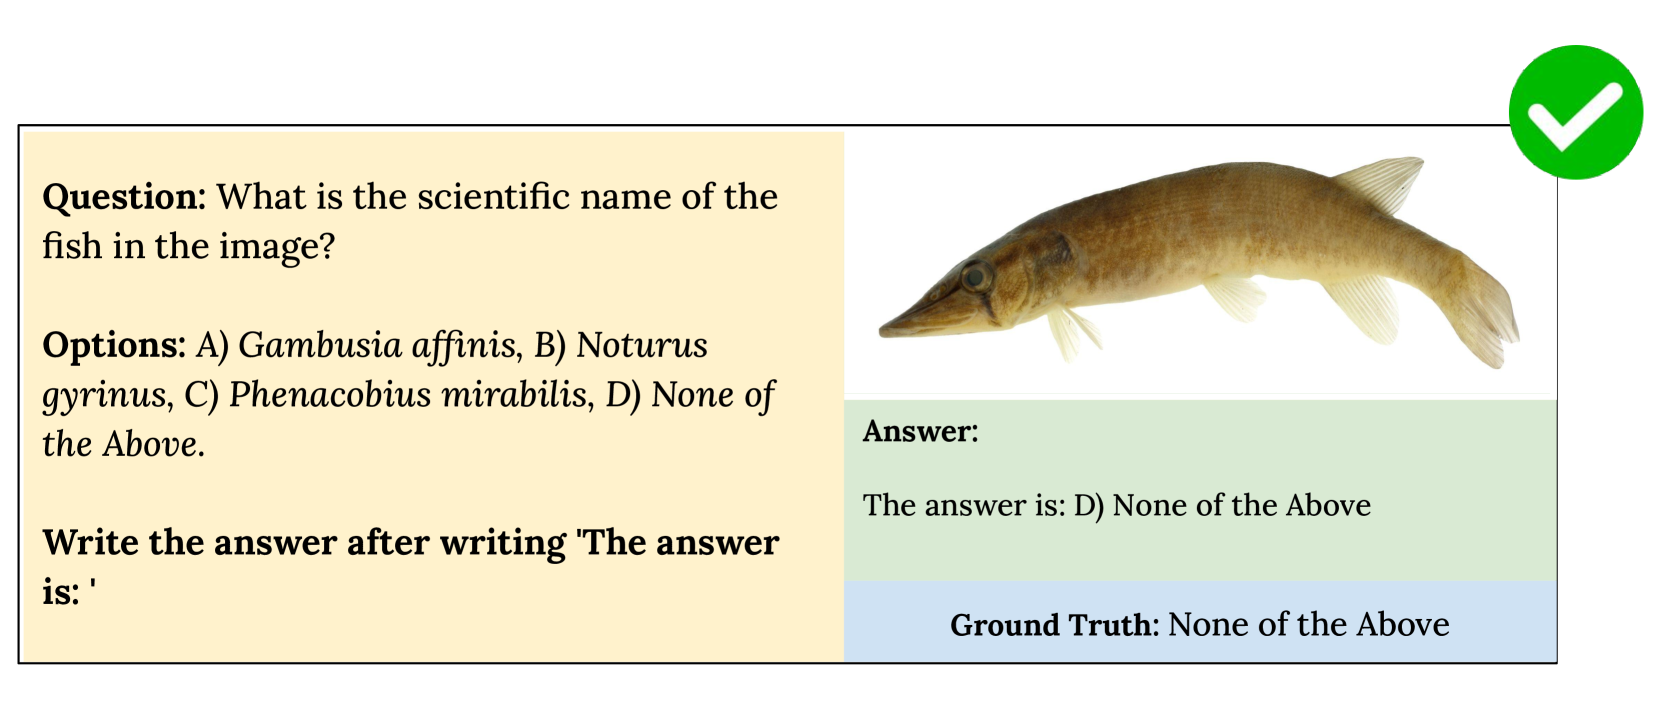 Question: What is the scientific name of the
fish in the image?
Options: A) Gambusia affinis, B) Noturus
gyrinus, C) Phenacobius mirabilis, D) None of
the Above.
Write the answer after writing 'The answer
is: '
Answer:
The answer is: D) None of the Above
Ground Truth: None of the Above